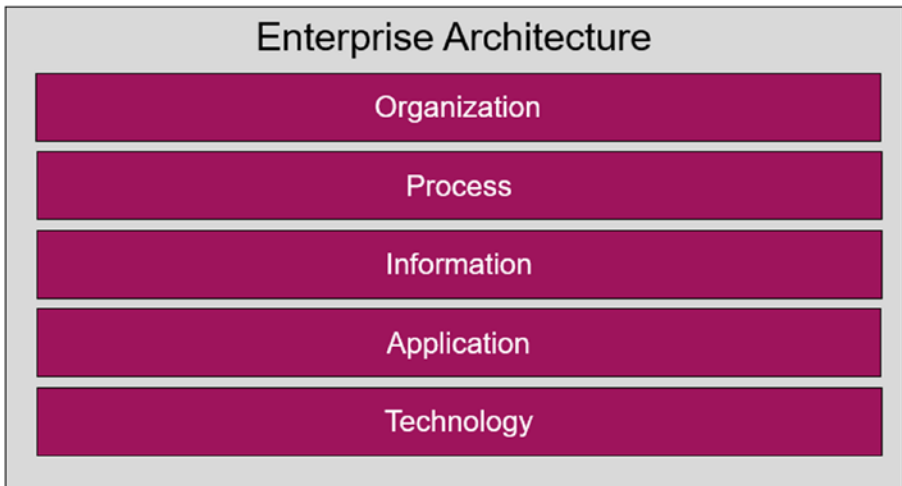 Enterprise Architecture
Organization
Process
Information
Application
Technology